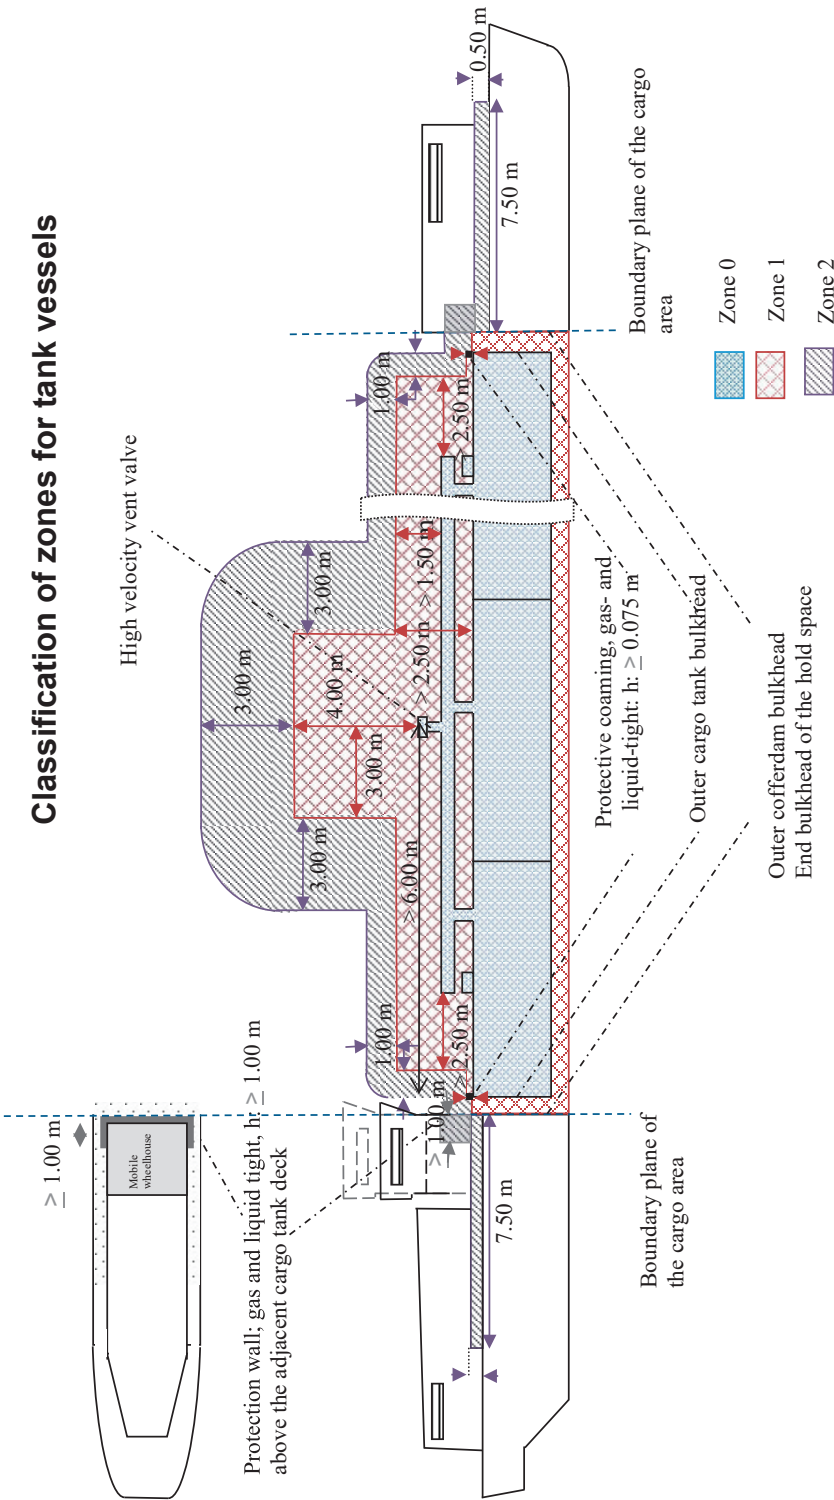 Classification of zones for tank vessels
≥ 1.00 m
Mobile
wheelhouse
Protection wall; gas and liquid tight, h: ≥ 1.00 m
above the adjacent cargo tank deck
High velocity vent valve
3.00 m
4.00 m
3.00 m
3.00 m
3.00 m
1.00 m
1.00 m
> 6.00 m
> 2.50 m
> 1.50 m
> 2.50 m
> 2.50 m
> 1.00 m
0.50 m
7.50 m
7.50 m
Boundary plane of
the cargo area
Protective coaming, gas- and
liquid-tight: h: ≥ 0.075 m
Outer cargo tank bulkhead
Outer cofferdam bulkhead
End bulkhead of the hold space
Boundary plane of the cargo
area
Zone 0
Zone 1
Zone 2